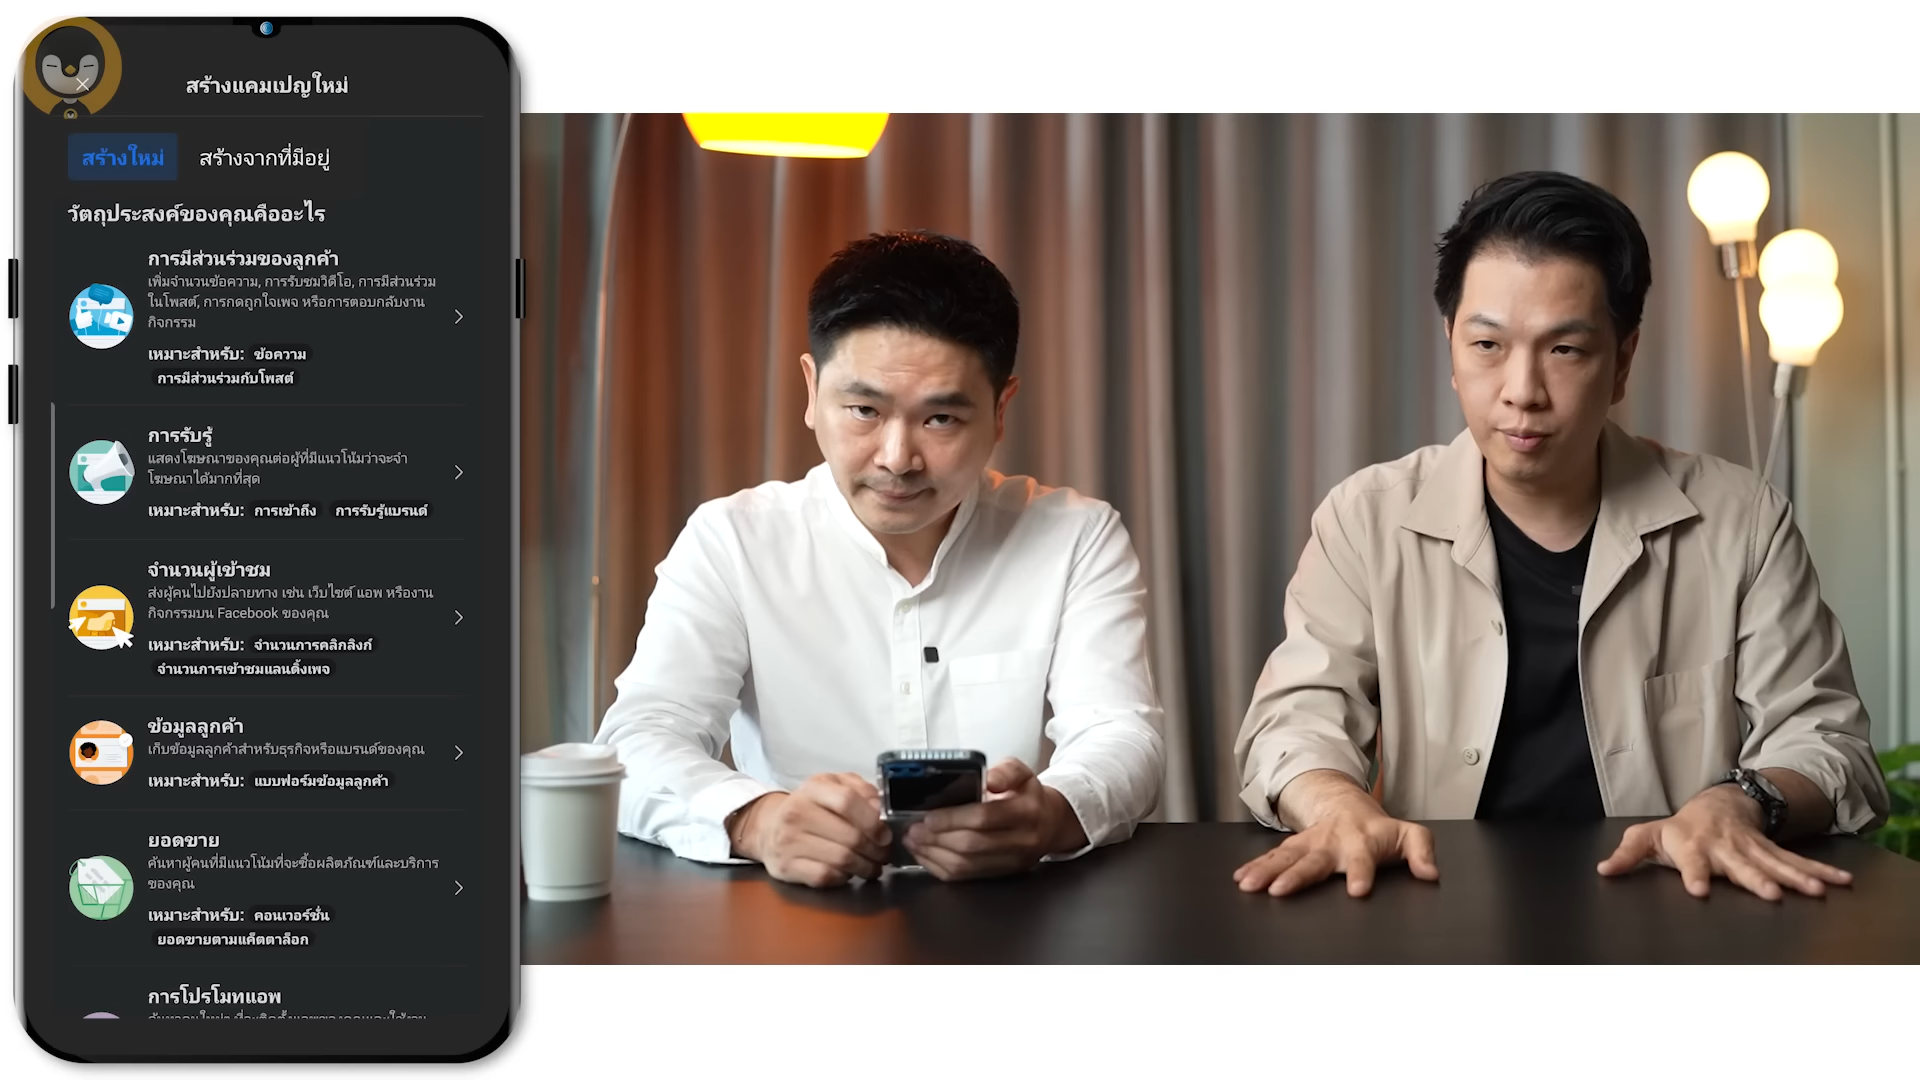 สร้างแคมเปญใหม่
สร้างใหม่ สร้างจากที่มีอยู่
วัตถุประสงค์ของคุณคืออะไร
การมีส่วนร่วมของลูกค้า
เพิ่มจำนวนข้อความ, การรับชมวิดีโอ, การมีส่วนร่วม
ในโพสต์, การกดถูกใจเพจ หรือการตอบกลับงาน
กิจกรรม
เหมาะสำหรับ: ข้อความ
การมีส่วนร่วมกับโพสต์
การรับรู้
แสดงโฆษณาของคุณต่อผู้ที่มีแนวโน้มว่าจะจำ
โฆษณาได้มากที่สุด
เหมาะสำหรับ: การเข้าถึง การรับรู้แบรนด์
จำนวนผู้เข้าชม
ส่งผู้คนไปยังปลายทาง เช่น เว็บไซต์ แอพ หรืองาน
กิจกรรมบน Facebook ของคุณ
เหมาะสำหรับ: จำนวนการคลิกลิงก์
จำนวนการเข้าชมแลนดิ้งเพจ
ข้อมูลลูกค้า
เก็บข้อมูลลูกค้าสำหรับธุรกิจหรือแบรนด์ของคุณ
เหมาะสำหรับ: แบบฟอร์มข้อมูลลูกค้า
ยอดขาย
ค้นหาผู้คนที่มีแนวโน้มที่จะซื้อผลิตภัณฑ์และบริการ
ของคุณ
เหมาะสำหรับ: คอนเวอร์ชั่น
ยอดขายตามแค็ตตาล็อก
การโปรโมทแอพ